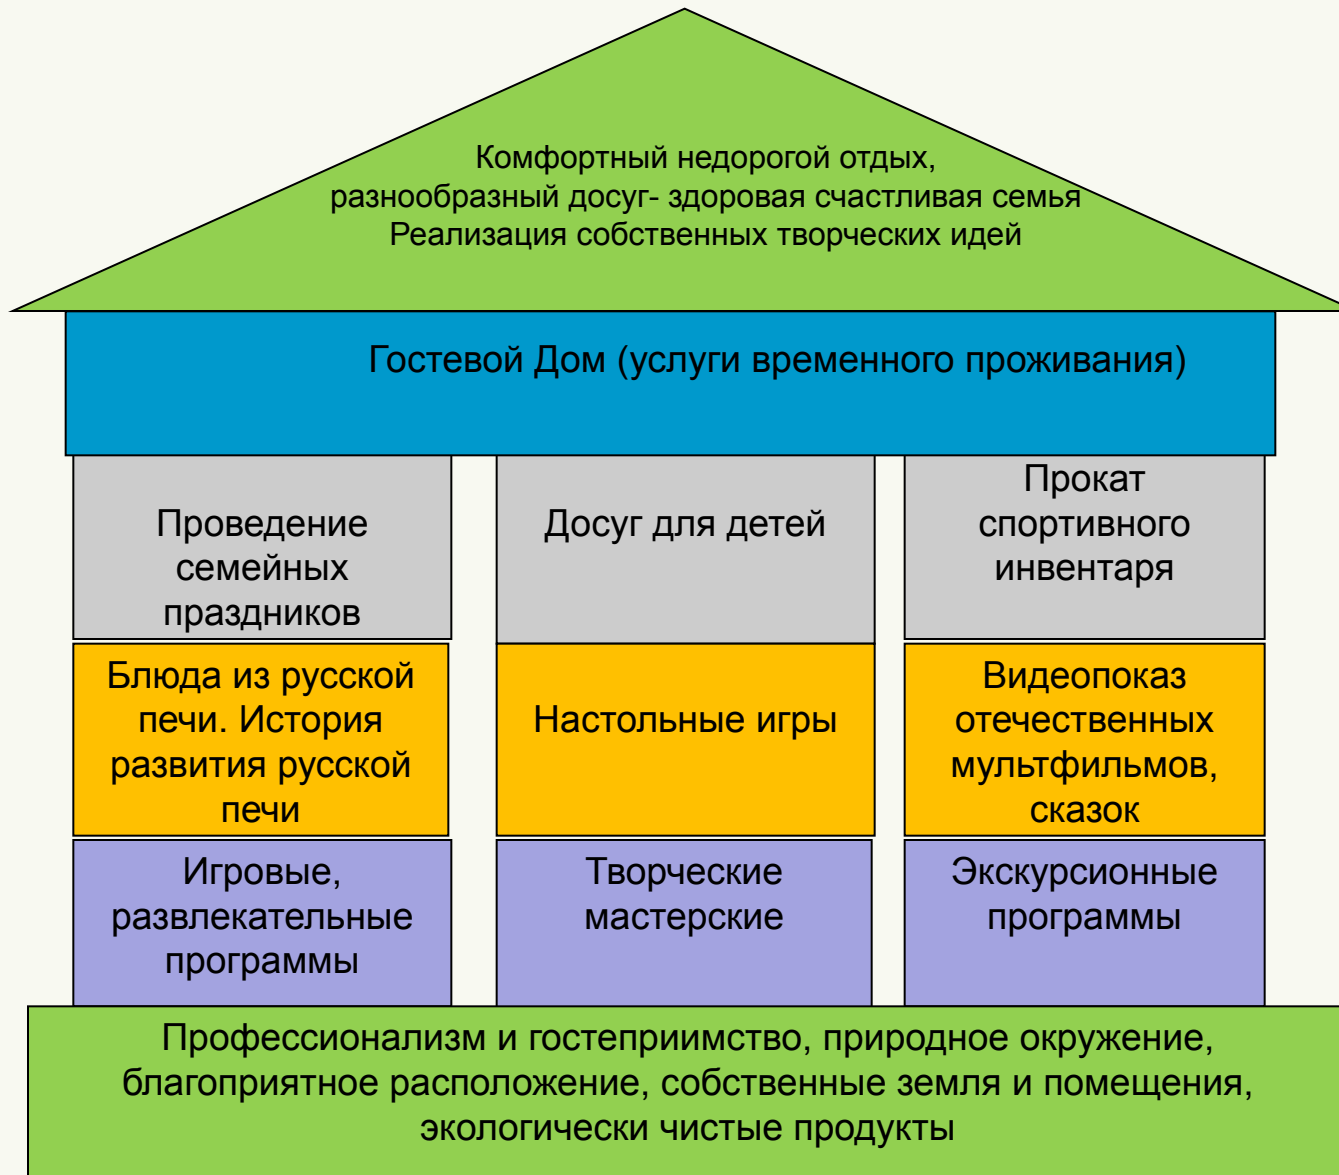 Комфортный недорогой отдых,
разнообразный досуг- здоровая счастливая семья
Реализация собственных творческих идей
Гостевой Дом (услуги временного проживания)
Проведение
семейных
праздников
Досуг для детей
Прокат
спортивного
инвентаря
Блюда из русской
печи. История
развития русской
печи
Настольные игры
Видеопоказ
отечественных
мультфильмов,
сказок
Игровые,
развлекательные
программы
Творческие
мастерские
Экскурсионные
программы
Профессионализм и гостеприимство, природное окружение,
благоприятное расположение, собственные земля и помещения,
экологически чистые продукты